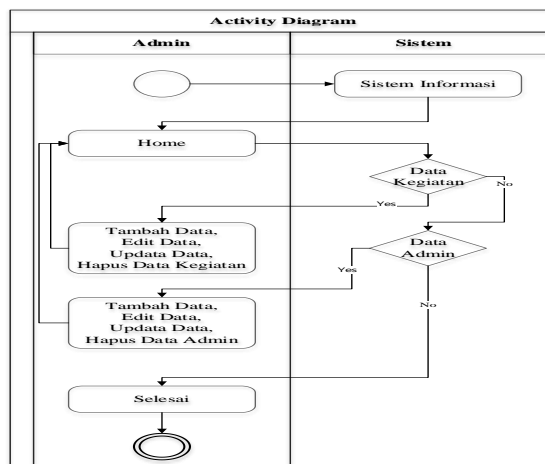 Activity Diagram
Admin
Sistem
Sistem Informasi
Home
Data
Kegiatan
No
Yes
Tambah Data,
Edit Data,
Updata Data,
Hapus Data Kegiatan
Data
Admin
Yes
Tambah Data,
Edit Data,
Updata Data,
Hapus Data Admin
No
Selesai